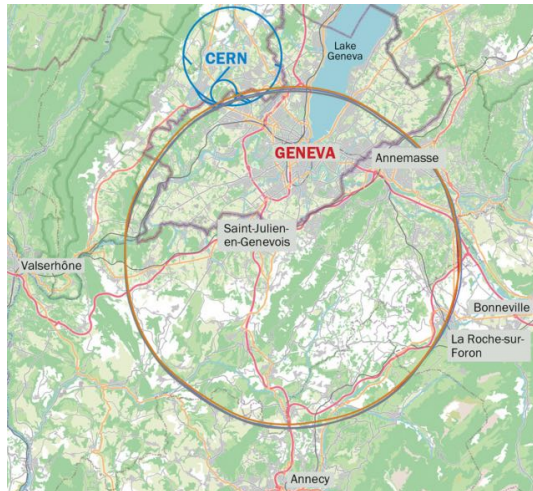 CERN
Lake
Geneva
GENEVA
Annemasse
Saint-Julien-
en-Genevois
Valserhône
Bonneville
La Roche-sur-
Foron
Annecy